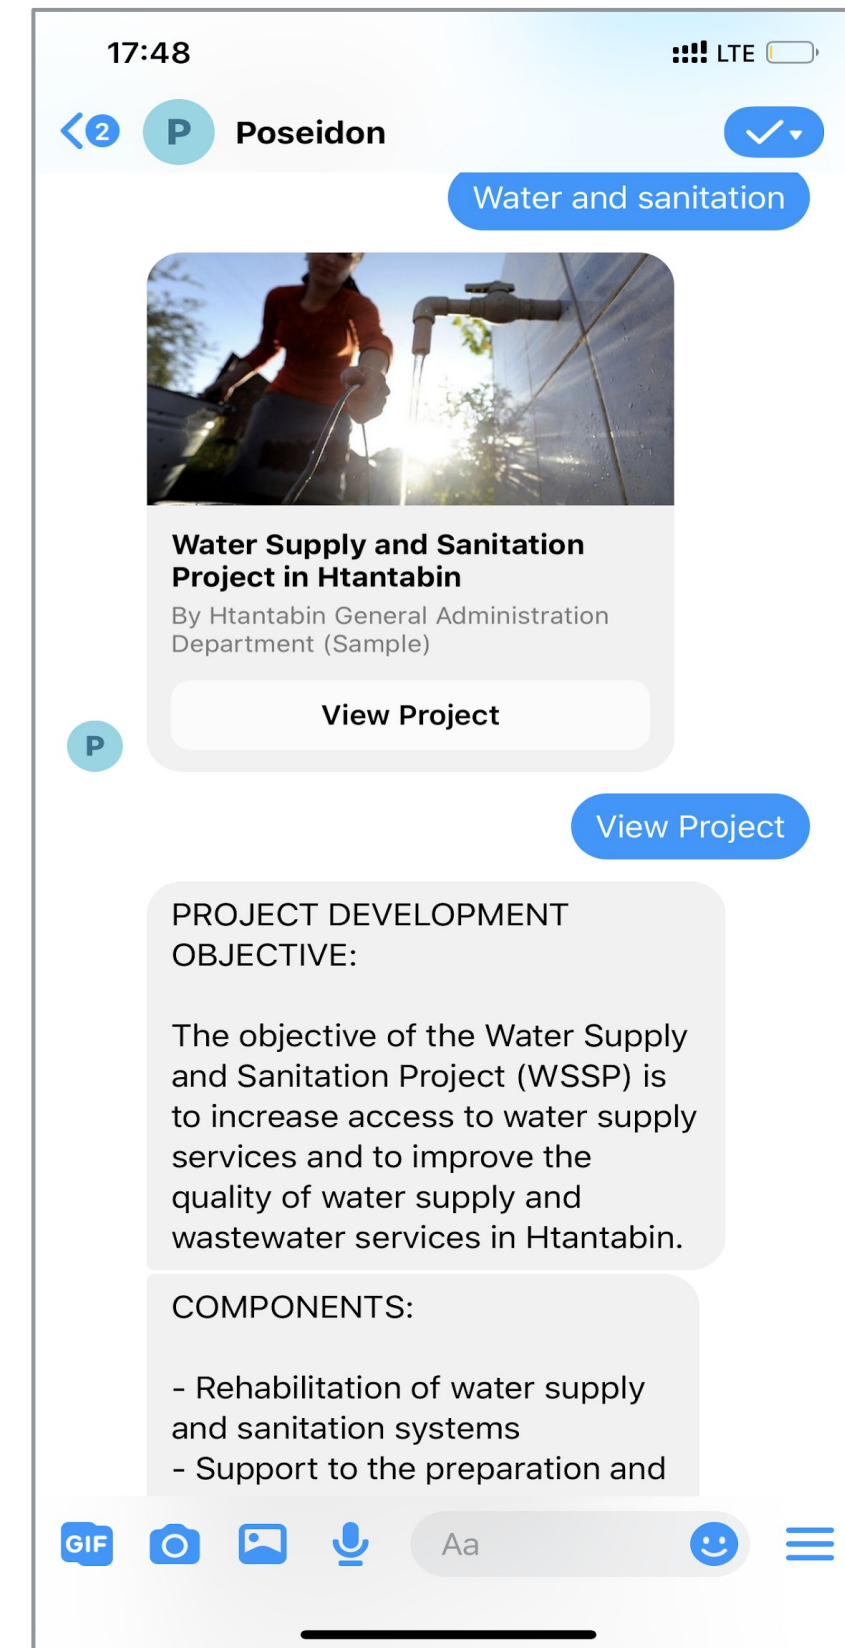 17:48
LTE
2
P
Poseidon
Water and sanitation
Water Supply and Sanitation
Project in Htantabin
By Htantabin General Administration
Department (Sample)
View Project
P
View Project
PROJECT DEVELOPMENT
OBJECTIVE:
The objective of the Water Supply
and Sanitation Project (WSSP) is
to increase access to water supply
services and to improve the
quality of water supply and
wastewater services in Htantabin.
COMPONENTS:
- Rehabilitation of water supply
and sanitation systems
- Support to the preparation and
GIF
Aa